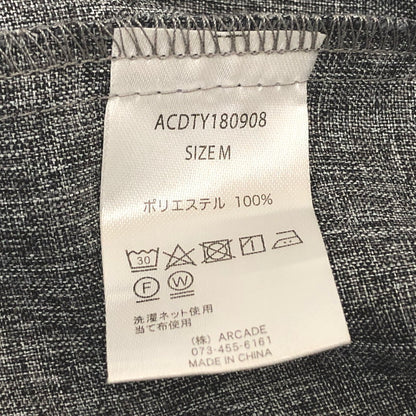 ACDTY180908
SIZE M
ポリエステル 100%
30
F W
洗濯ネット使用
当て布使用
(株) ARCADE
073-455-6161
MADE IN CHINA